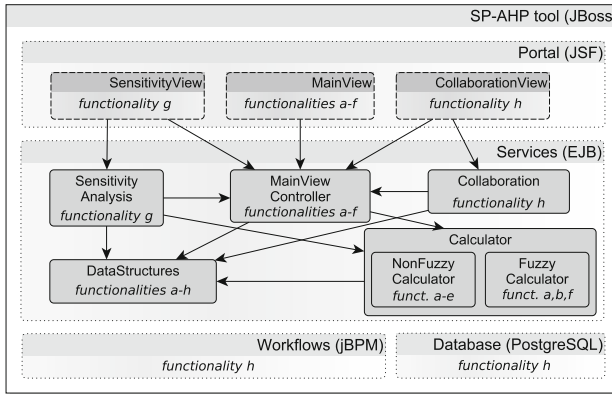 SP-AHP tool (JBoss
Portal (JSF)
SensitivityView
functionality g
MainView
functionalities a-f
CollaborationView
functionality h
Services (EJB)
Sensitivity
Analysis
functionality g
MainView
Controller
functionalities a-f
Collaboration
functionality h
Calculator
NonFuzzy
Calculator
funct. a-e
Fuzzy
Calculator
funct. a,b,f
DataStructures
functionalities a-h
Workflows (jBPM)
functionality h
Database (PostgreSQL)
functionality h